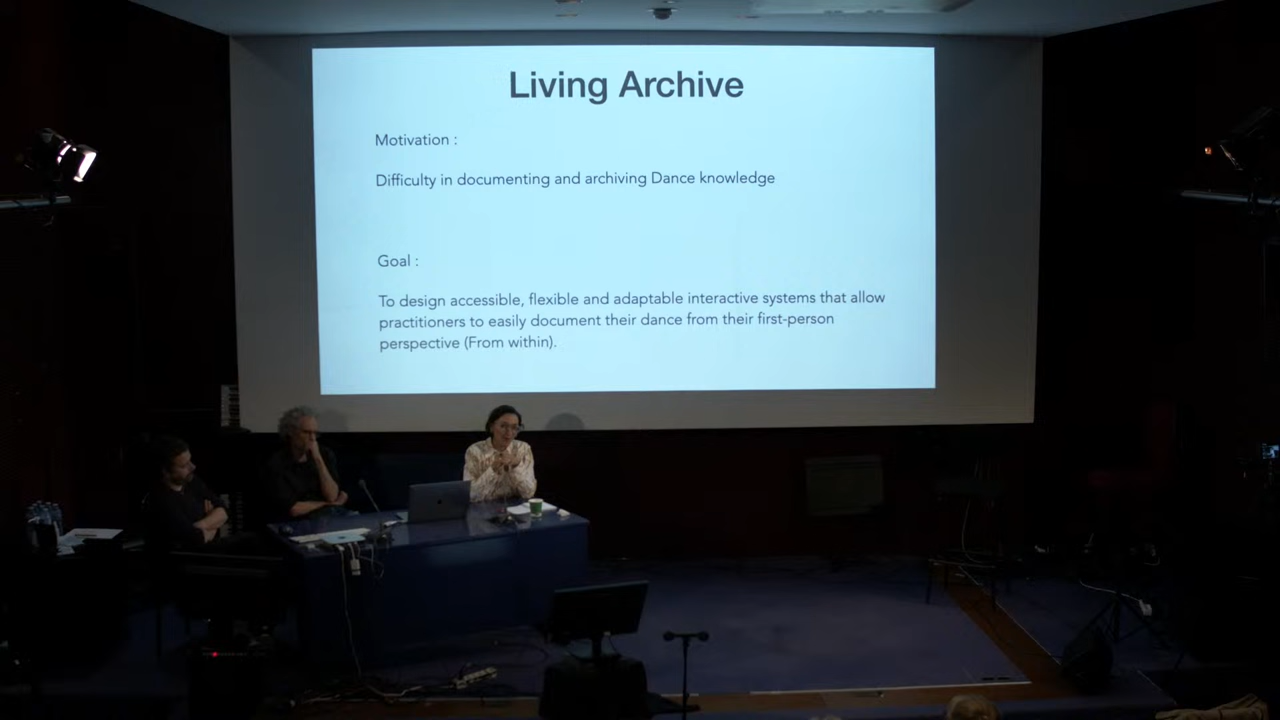 Living Archive
Motivation :
Difficulty in documenting and archiving Dance knowledge
Goal :
To design accessible, flexible and adaptable interactive systems that allow
practitioners to easily document their dance from their first-person
perspective (From within).